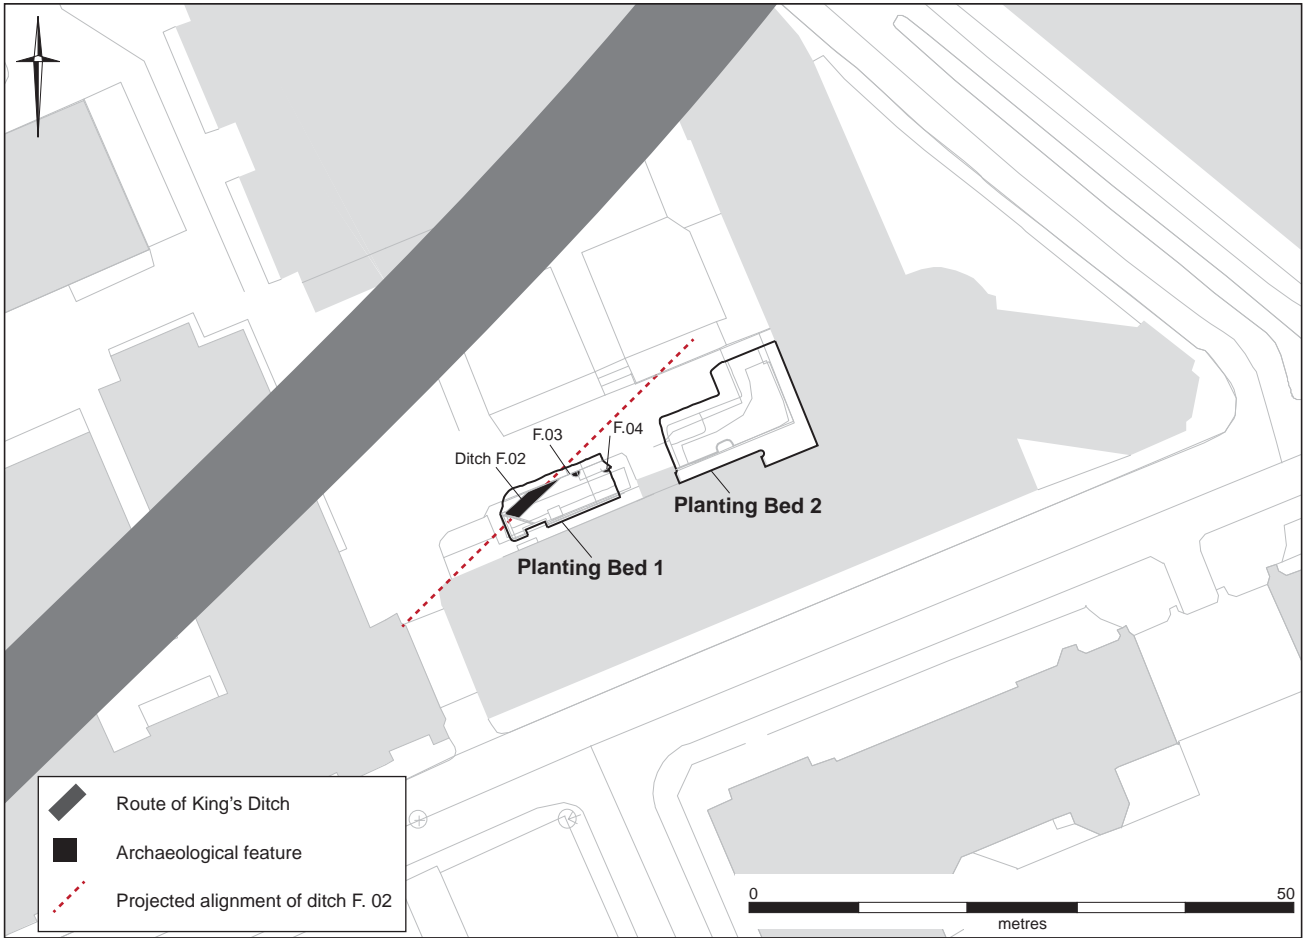 F.03
F.04
Ditch F.02
Planting Bed 2
Planting Bed 1
Route of King's Ditch
Archaeological feature
Projected alignment of ditch F. 02
0
50
metres